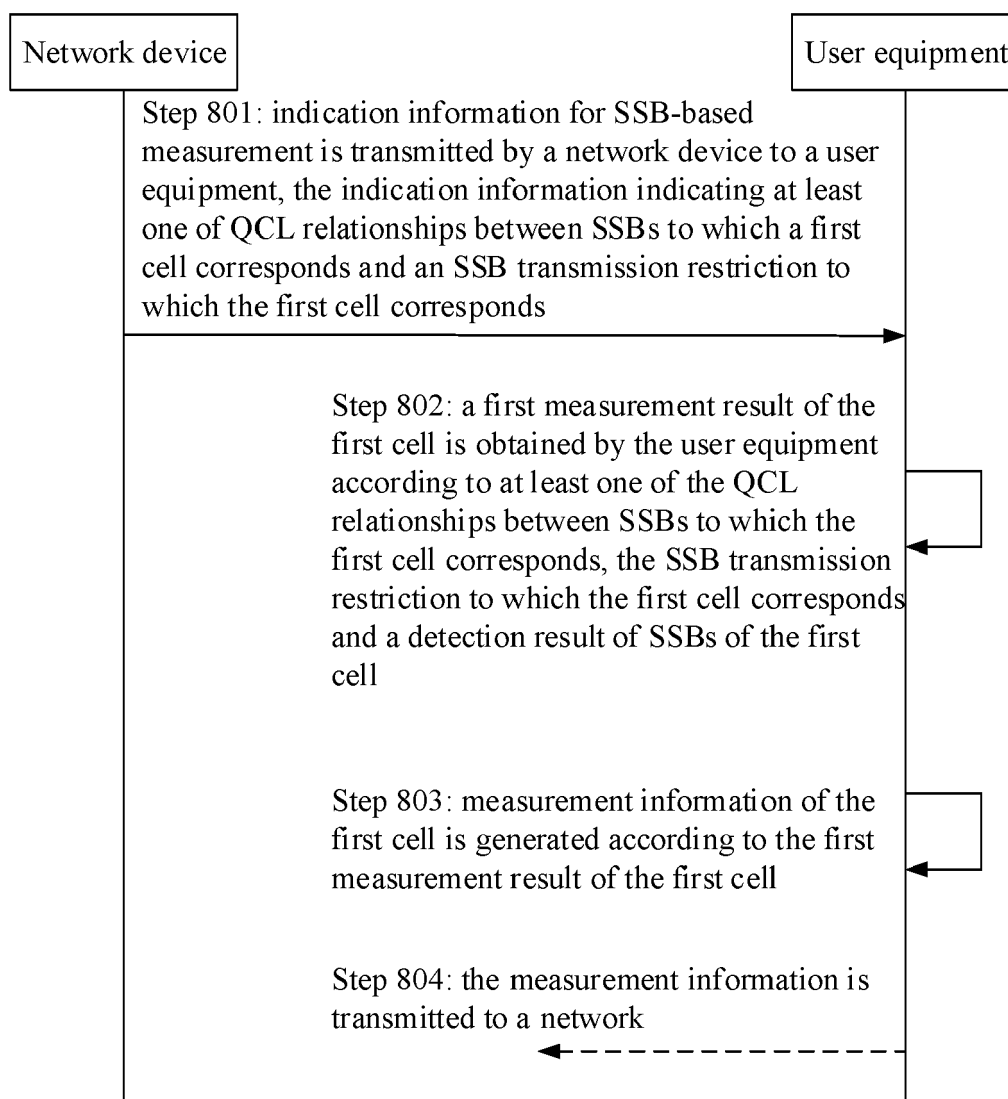 Network device
User equipment
Step 801: indication information for SSB-based
measurement is transmitted by a network device to a user
equipment, the indication information indicating at least
one of QCL relationships between SSBs to which a first
cell corresponds and an SSB transmission restriction to
which the first cell corresponds
Step 802: a first measurement result of the
first cell is obtained by the user equipment
according to at least one of the QCL
relationships between SSBs to which the
first cell corresponds, the SSB transmission
restriction to which the first cell corresponds
and a detection result of SSBs of the first
cell
Step 803: measurement information of the
first cell is generated according to the first
measurement result of the first cell
Step 804: the measurement information is
transmitted to a network